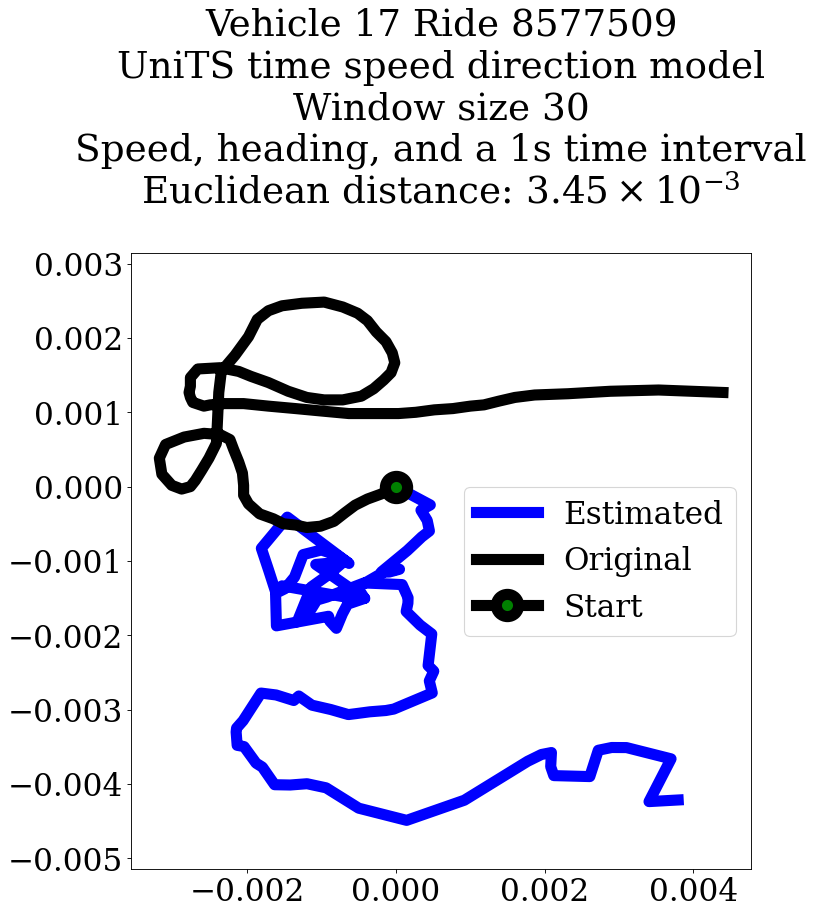 Vehicle 17 Ride 8577509
UniTS time speed direction model
Window size 30
Speed, heading, and a 1s time interval
Euclidean distance: 3.45 × 10⁻³
0.003
0.002
0.001
0.000
−0.001
−0.002
−0.003
−0.004
−0.005
Estimated
Original
Start
−0.002 0.000 0.002 0.004